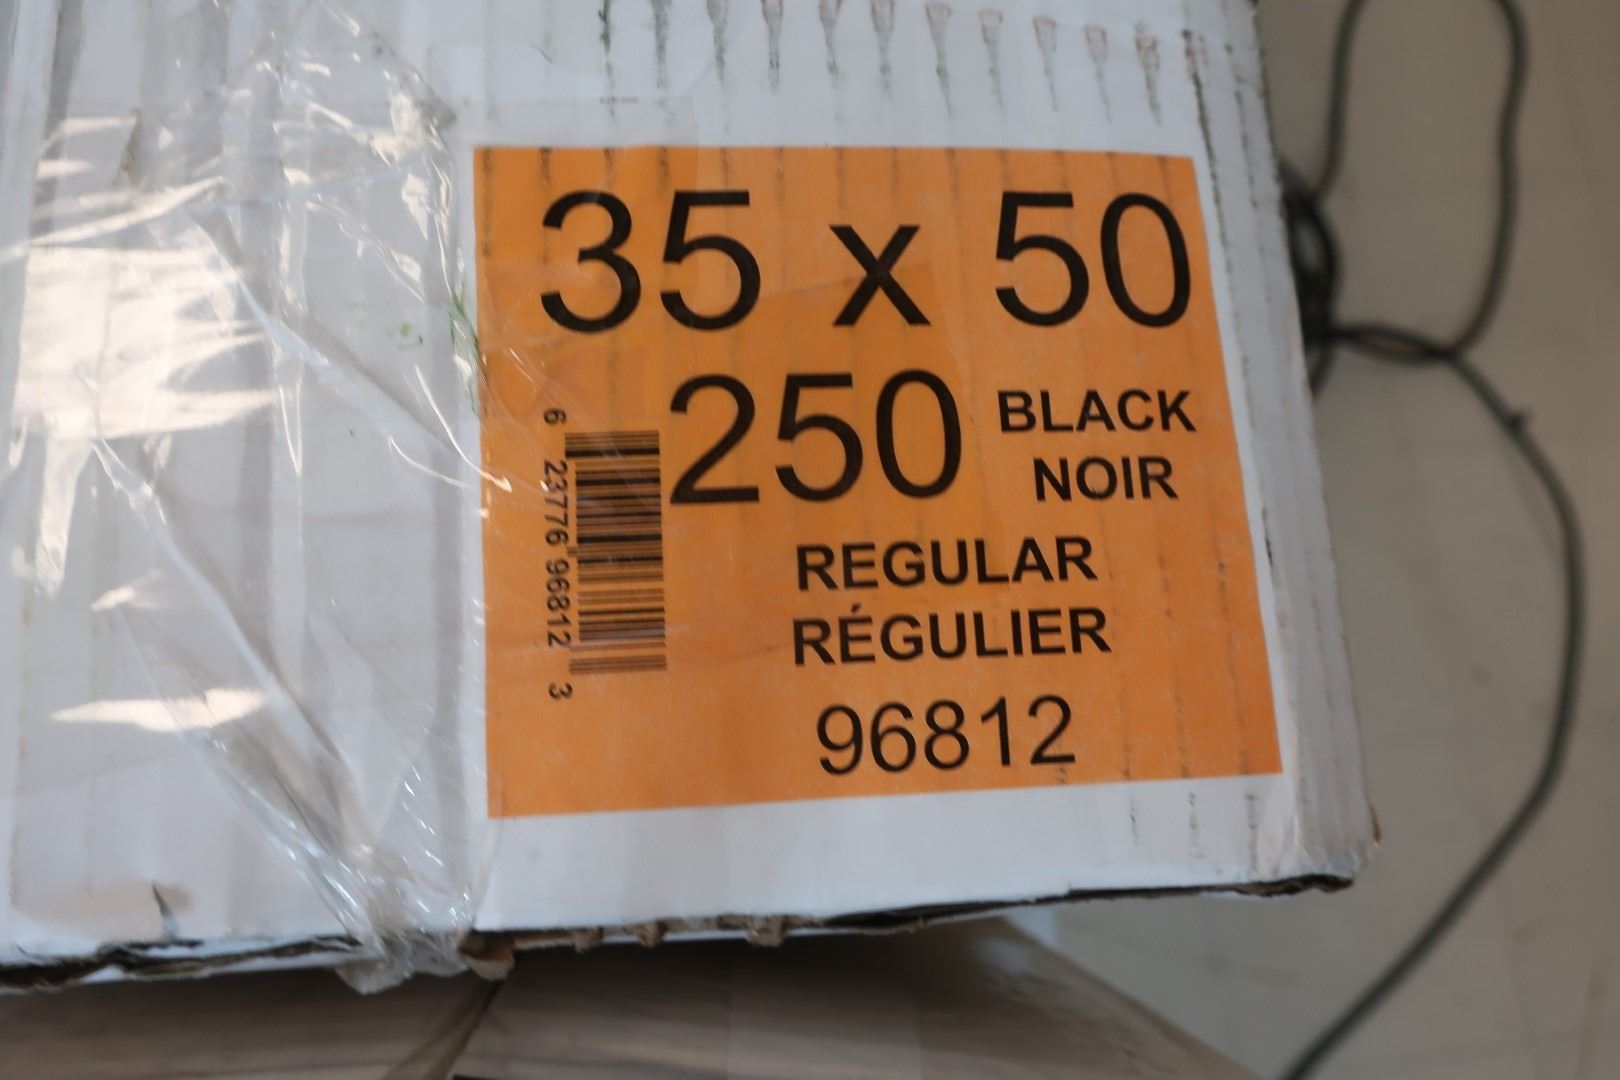 35 x 50
250 BLACK
NOIR
REGULAR
RÉGULIER
96812
6 23776 96812 3